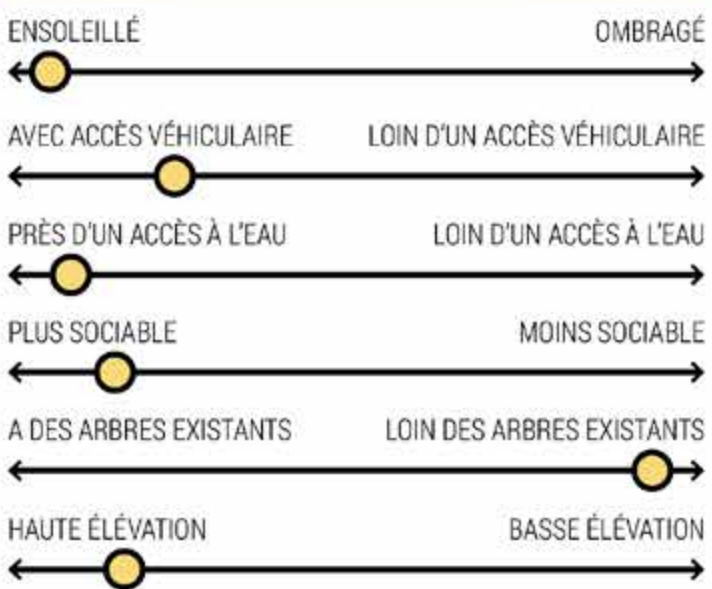 ENSOLEILLÉ OMBRAGÉ
AVEC ACCÈS VÉHICULAIRE LOIN D'UN ACCÈS VÉHICULAIRE
PRÈS D'UN ACCÈS À L'EAU LOIN D'UN ACCÈS À L'EAU
PLUS SOCIABLE MOINS SOCIABLE
A DES ARBRES EXISTANTS LOIN DES ARBRES EXISTANTS
HAUTE ÉLÉVATION BASSE ÉLÉVATION